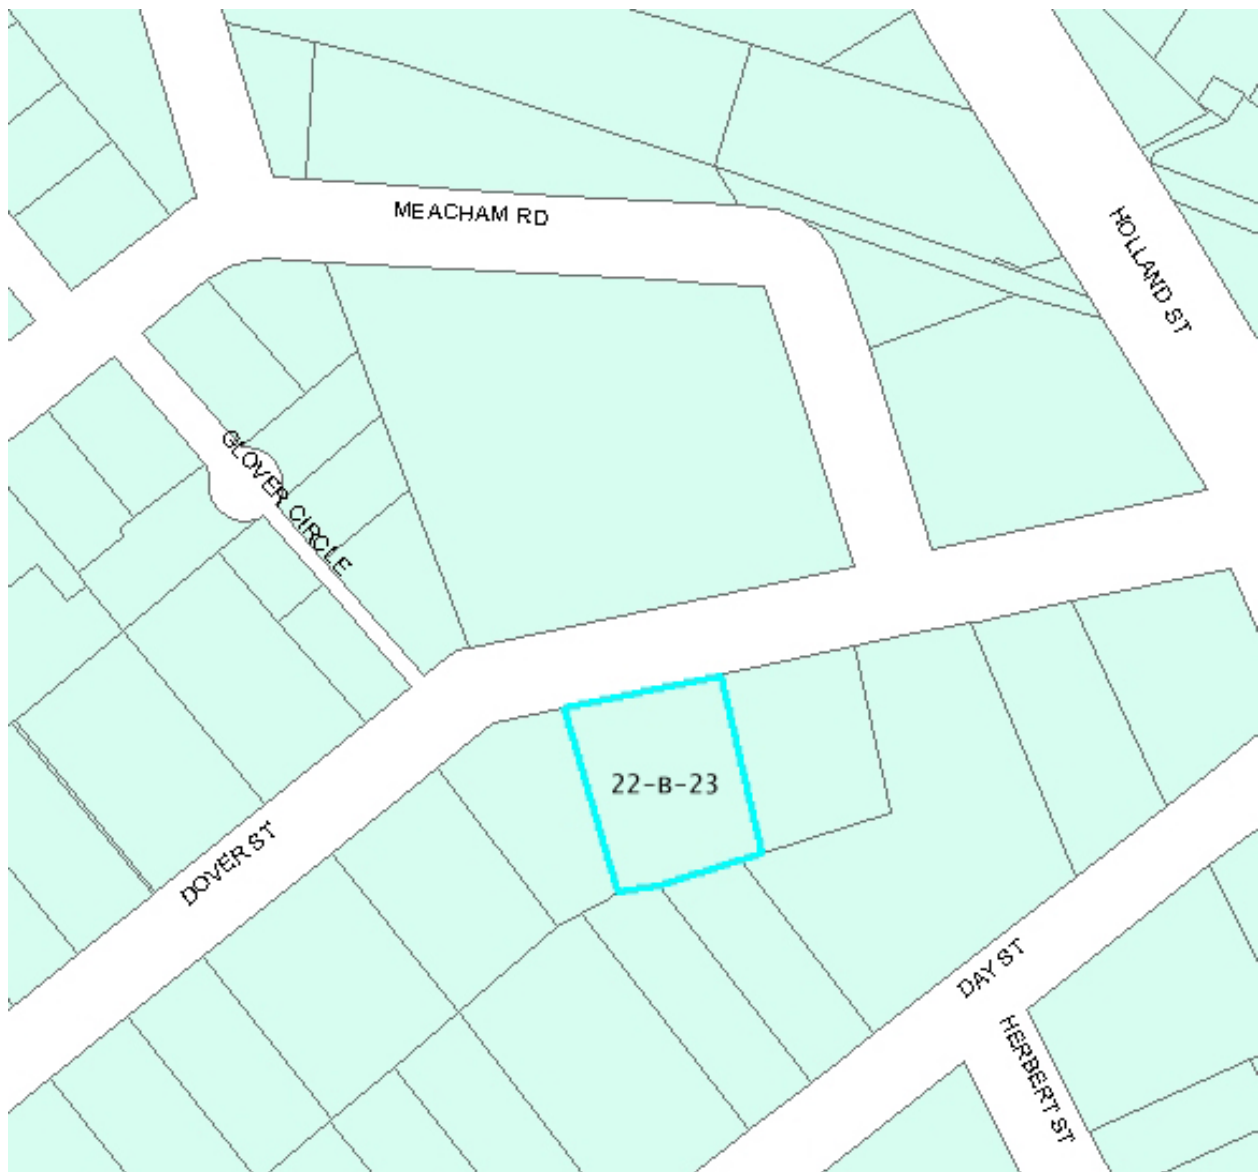 MEACHAM RD
HOLLAND ST
GLOVER CIRCLE
22-B-23
DOVER ST
DAY ST
HERBERT ST